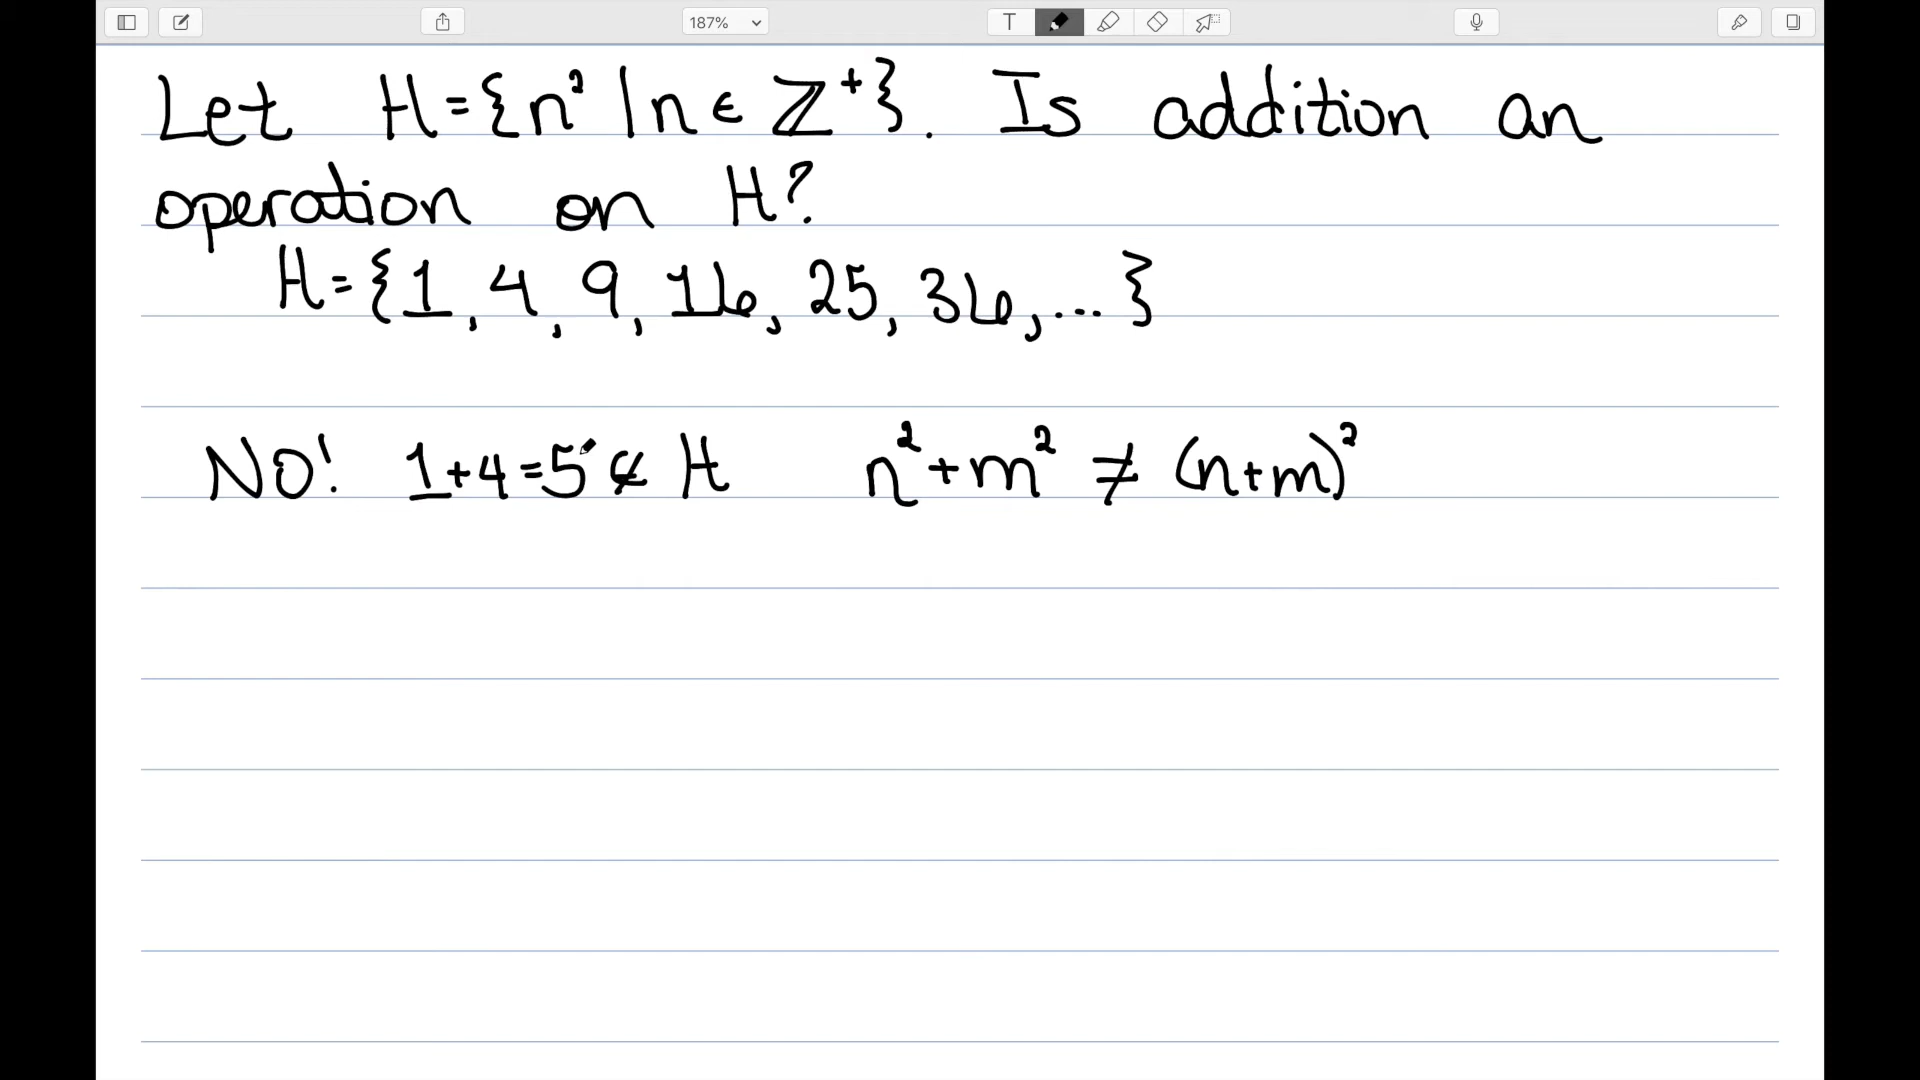 187%
T
Let H={n² | n ∈ ℤ⁺}. Is addition an
operation on H?
H={1, 4, 9, 16, 25, 36, ...}
NO! 1+4=5 ∉ H n²+m² ≠ (n+m)²